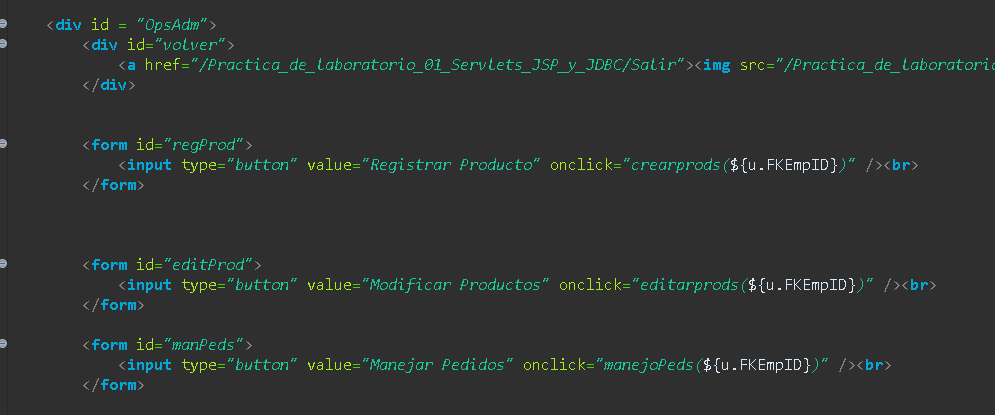 <div id = "OpsAdm">
<div id="volver">
<a href="/Practica_de_laboratorio_01_Servlets_JSP_y_JDBC/Salir"><img src="/Practica_de_laboratorio
</div>
<form id="regProd">
<input type="button" value="Registrar Producto" onclick="crearprods(${u.FKEmpID})" /><br>
</form>
<form id="editProd">
<input type="button" value="Modificar Productos" onclick="editarprods(${u.FKEmpID})" /><br>
</form>
<form id="manPeds">
<input type="button" value="Manejar Pedidos" onclick="manejoPeds(${u.FKEmpID})" /><br>
</form>